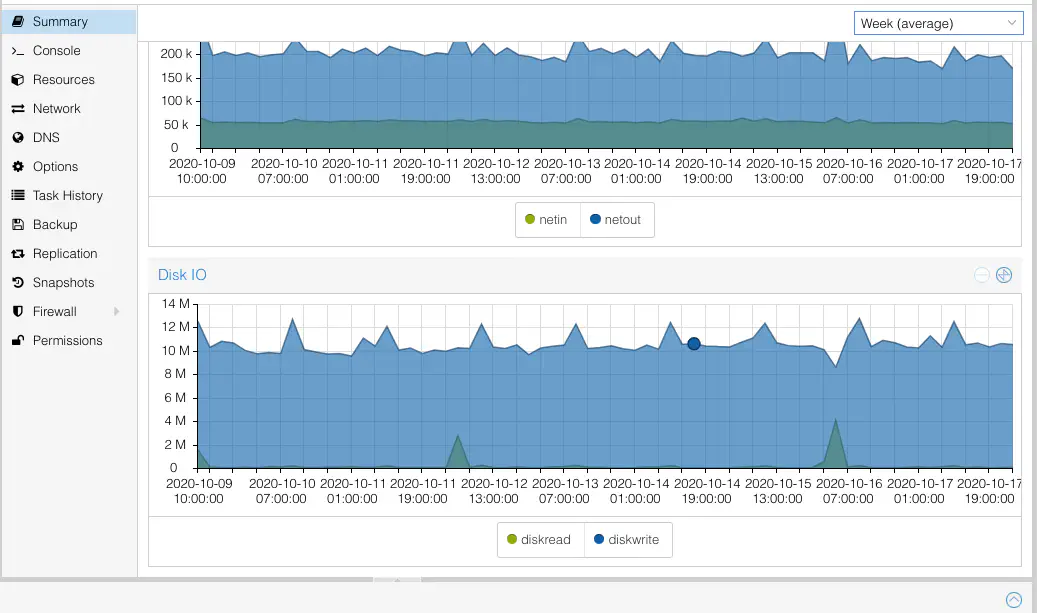 Summary
Console
Resources
Network
DNS
Options
Task History
Backup
Replication
Snapshots
Firewall
Permissions
Week (average)
200 k
150 k
100 k
50 k
0
2020-10-09 2020-10-10 2020-10-11 2020-10-11 2020-10-12 2020-10-13 2020-10-14 2020-10-14 2020-10-15 2020-10-16 2020-10-17 2020-10-17
10:00:00 07:00:00 01:00:00 19:00:00 13:00:00 07:00:00 01:00:00 19:00:00 13:00:00 07:00:00 01:00:00 19:00:00
netin netout
Disk IO
14 M
12 M
10 M
8 M
6 M
4 M
2 M
0
2020-10-09 2020-10-10 2020-10-11 2020-10-11 2020-10-12 2020-10-13 2020-10-14 2020-10-14 2020-10-15 2020-10-16 2020-10-17 2020-10-17
10:00:00 07:00:00 01:00:00 19:00:00 13:00:00 07:00:00 01:00:00 19:00:00 13:00:00 07:00:00 01:00:00 19:00:00
diskread diskwrite